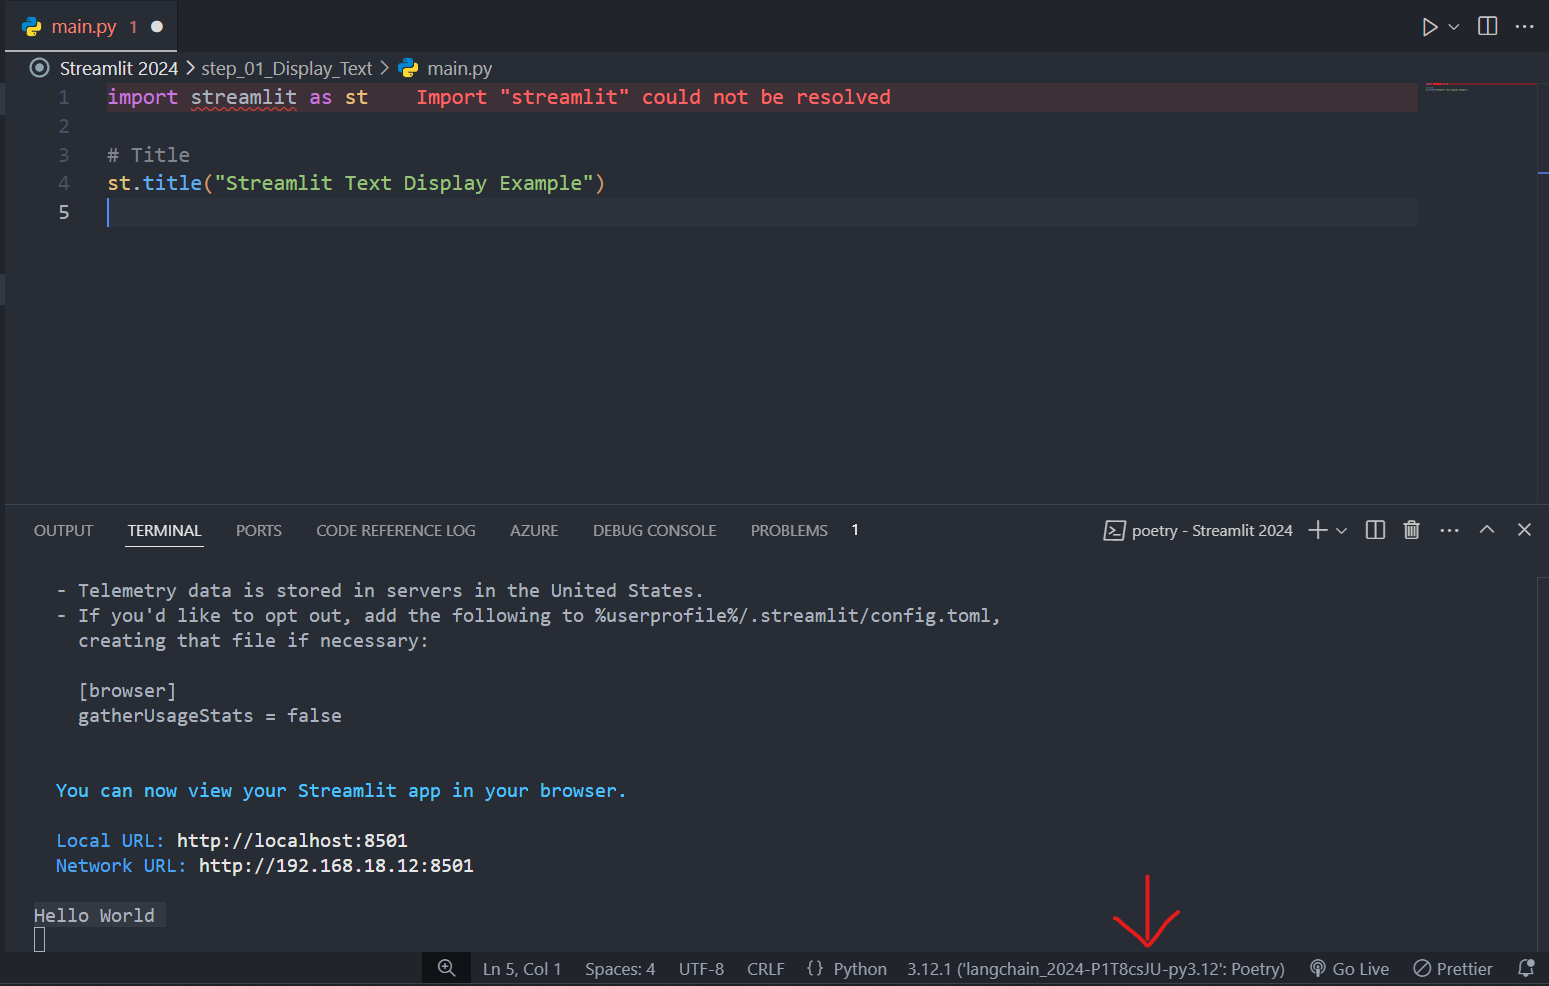 main.py 1
Streamlit 2024 > step_01_Display_Text > main.py
1 import streamlit as st Import "streamlit" could not be resolved
2
3 # Title
4 st.title("Streamlit Text Display Example")
5
OUTPUT TERMINAL PORTS CODE REFERENCE LOG AZURE DEBUG CONSOLE PROBLEMS 1 poetry - Streamlit 2024
- Telemetry data is stored in servers in the United States.
- If you'd like to opt out, add the following to %userprofile%/.streamlit/config.toml,
creating that file if necessary:
[browser]
gatherUsageStats = false
You can now view your Streamlit app in your browser.
Local URL: http://localhost:8501
Network URL: http://192.168.18.12:8501
Hello World
Ln 5, Col 1 Spaces: 4 UTF-8 CRLF {} Python 3.12.1 ('langchain_2024-P1T8csJU-py3.12': Poetry) Go Live Prettier